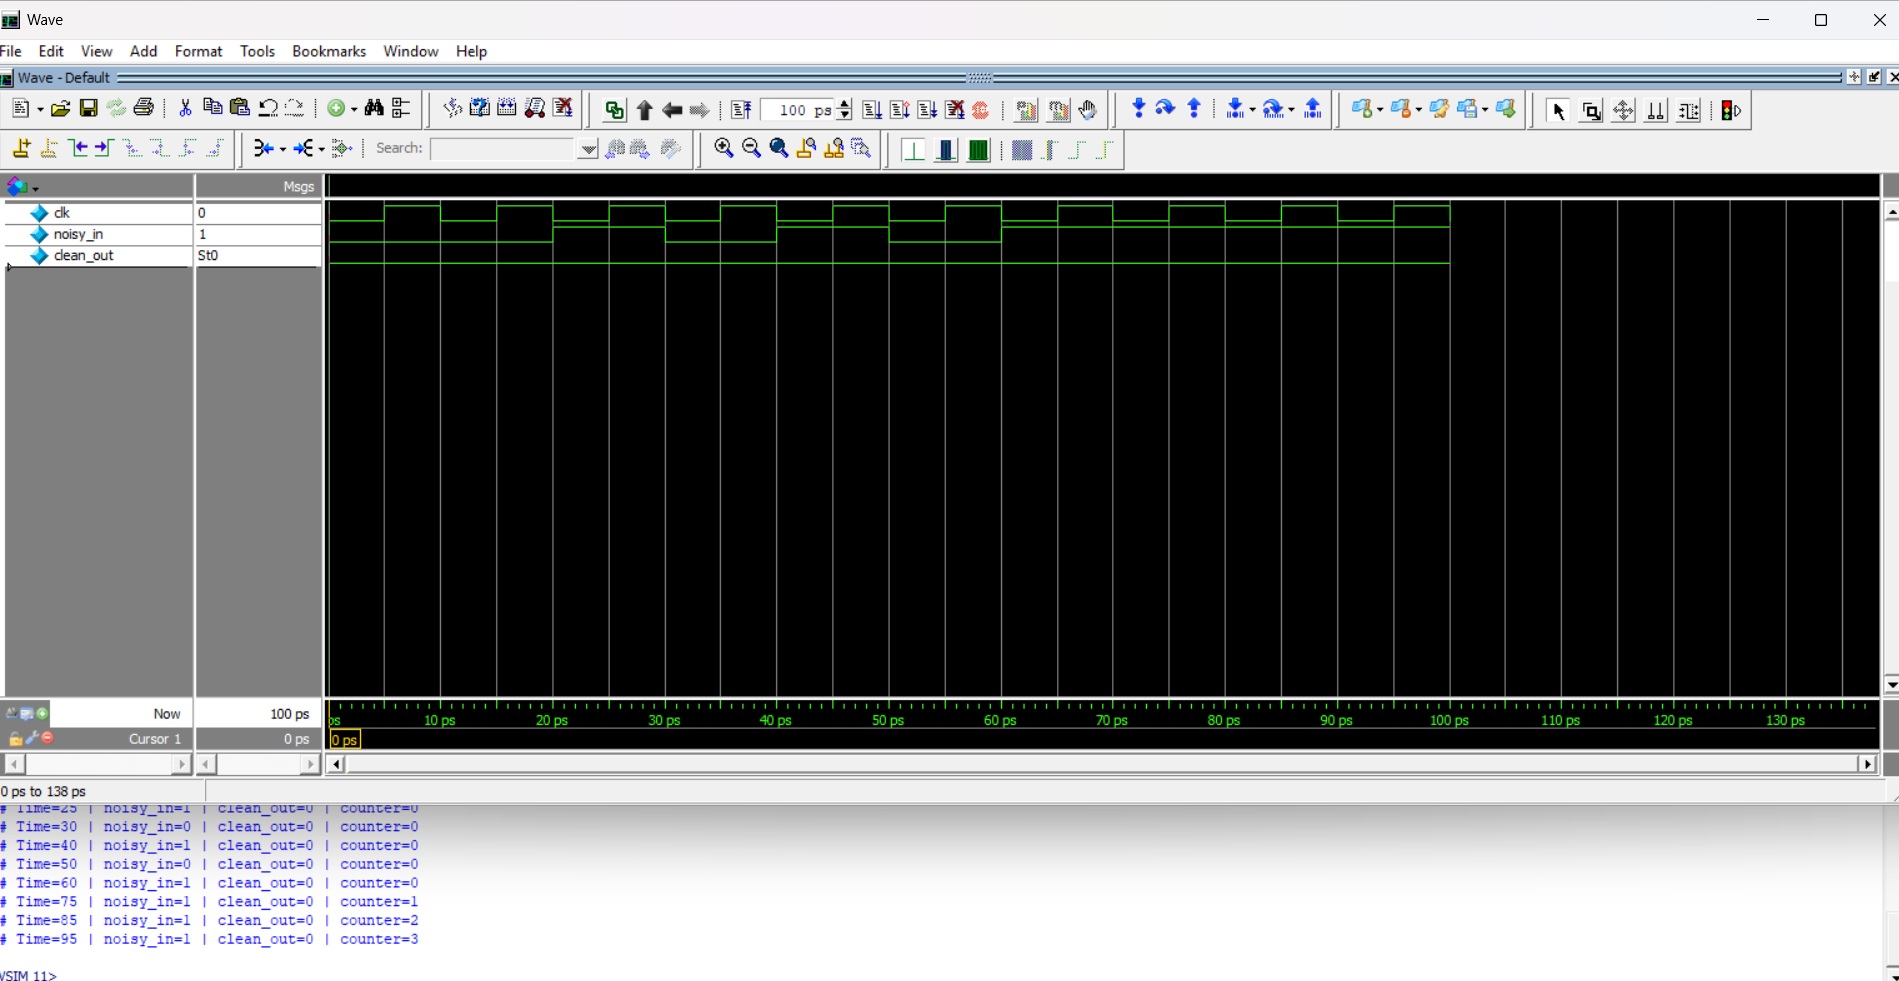 Wave
File Edit View Add Format Tools Bookmarks Window Help
Wave - Default
100 ps
Search:
Msgs
clk 0
noisy_in 1
clean_out St0
Now 100 ps
ps 10 ps 20 ps 30 ps 40 ps 50 ps 60 ps 70 ps 80 ps 90 ps 100 ps 110 ps 120 ps 130 ps
Cursor 1 0 ps
0 ps
0 ps to 138 ps
# Time=25 | noisy_in=1 | clean_out=0 | counter=0
# Time=30 | noisy_in=0 | clean_out=0 | counter=0
# Time=40 | noisy_in=1 | clean_out=0 | counter=0
# Time=50 | noisy_in=0 | clean_out=0 | counter=0
# Time=60 | noisy_in=1 | clean_out=0 | counter=0
# Time=75 | noisy_in=1 | clean_out=0 | counter=1
# Time=85 | noisy_in=1 | clean_out=0 | counter=2
# Time=95 | noisy_in=1 | clean_out=0 | counter=3
VSIM 11>